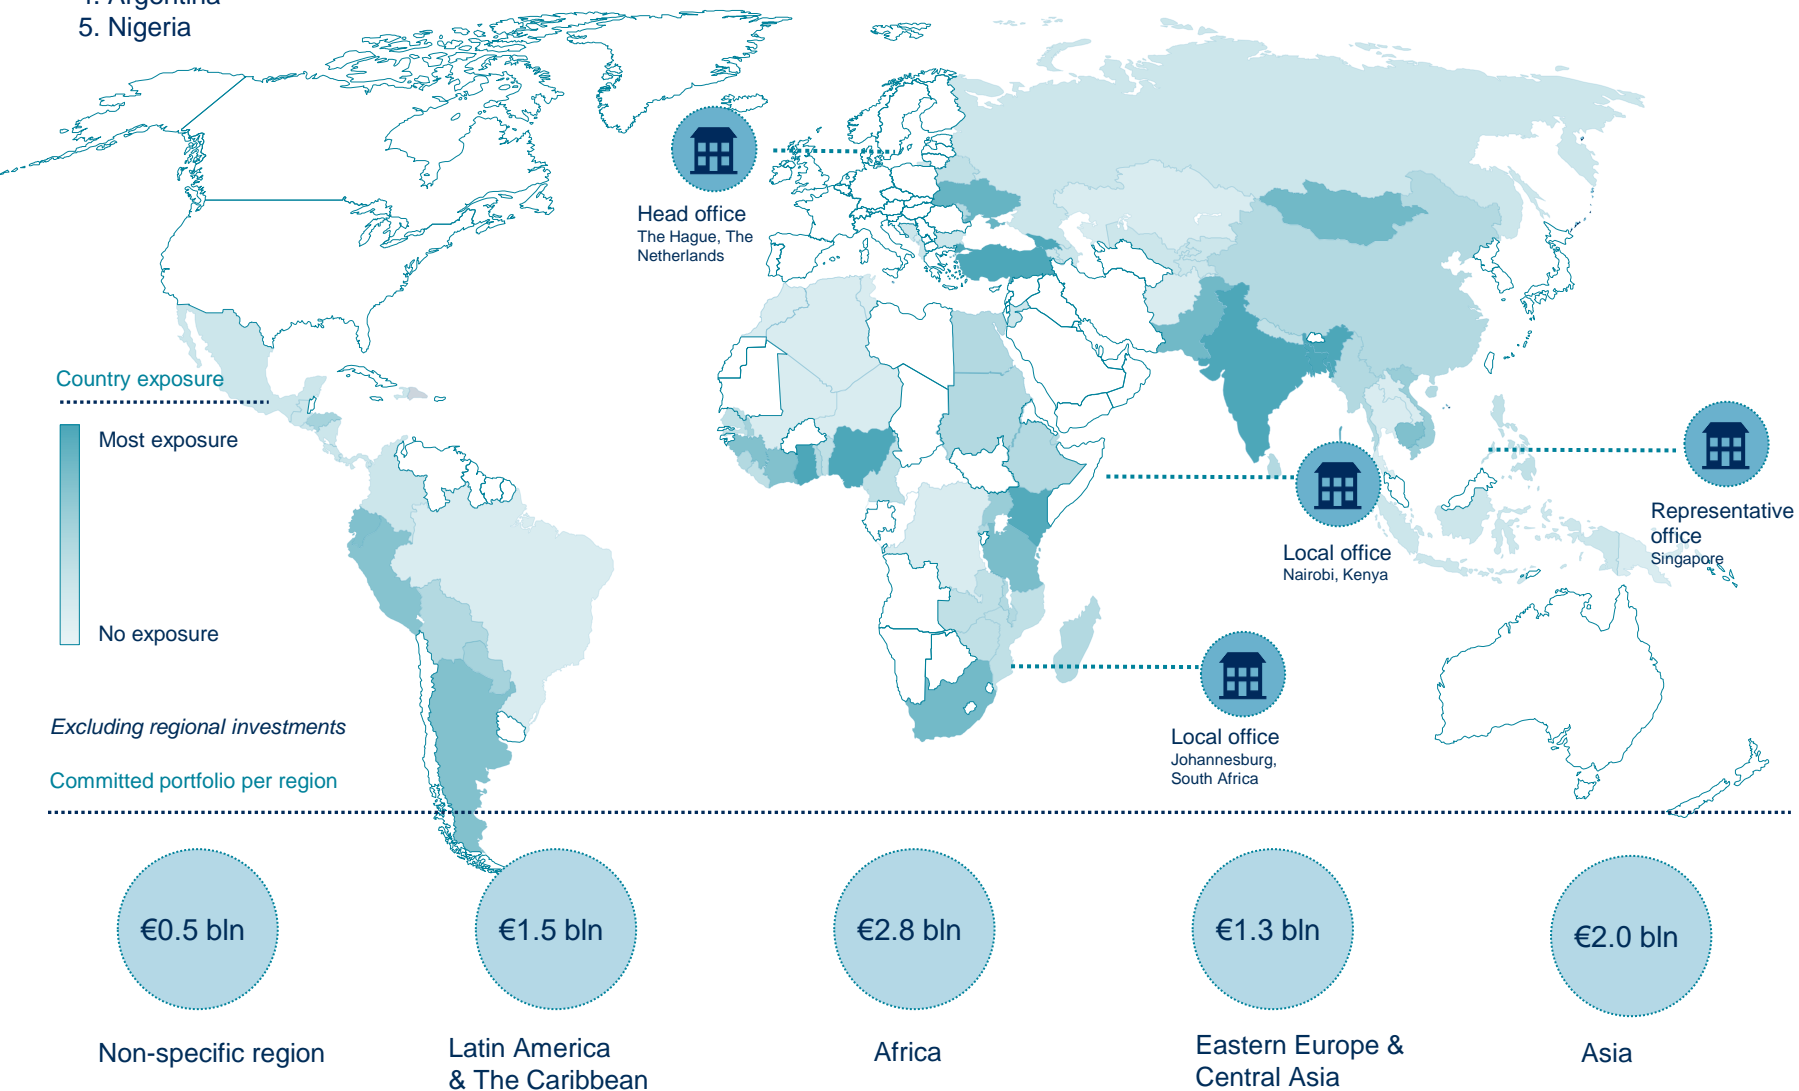 4. Argentina
5. Nigeria
Head office
The Hague, The
Netherlands
Country exposure
Most exposure
No exposure
Representative
office
Singapore
Local office
Nairobi, Kenya
Local office
Johannesburg,
South Africa
Excluding regional investments
Committed portfolio per region
€0.5 bln
€1.5 bln
€2.8 bln
€1.3 bln
€2.0 bln
Non-specific region
Latin America
& The Caribbean
Africa
Eastern Europe &
Central Asia
Asia